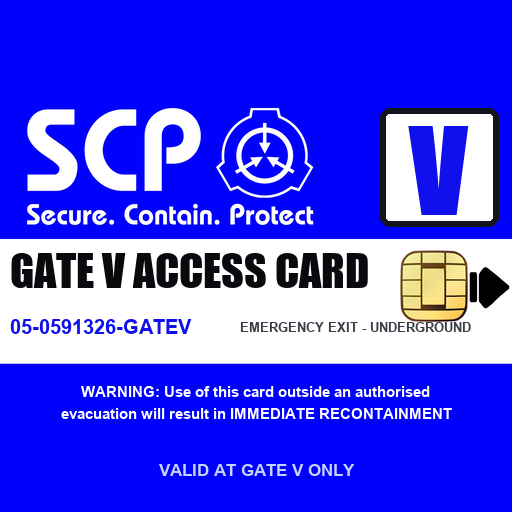 SCP
Secure. Contain. Protect
V
GATE V ACCESS CARD
05-0591326-GATEV
EMERGENCY EXIT - UNDERGROUND
WARNING: Use of this card outside an authorised
evacuation will result in IMMEDIATE RECONTAINMENT
VALID AT GATE V ONLY